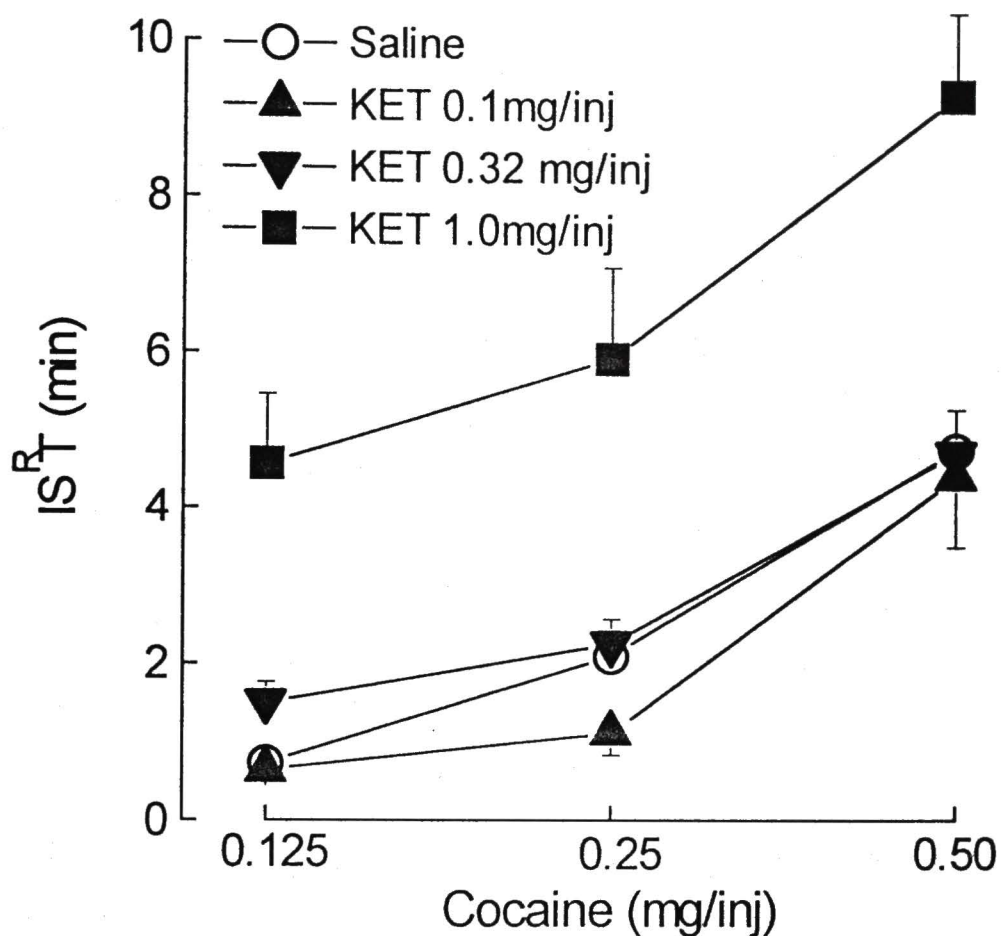 10
8
6
4
2
0
IS^R T (min)
Saline
KET 0.1mg/inj
KET 0.32 mg/inj
KET 1.0mg/inj
0.125 0.25 0.50
Cocaine (mg/inj)